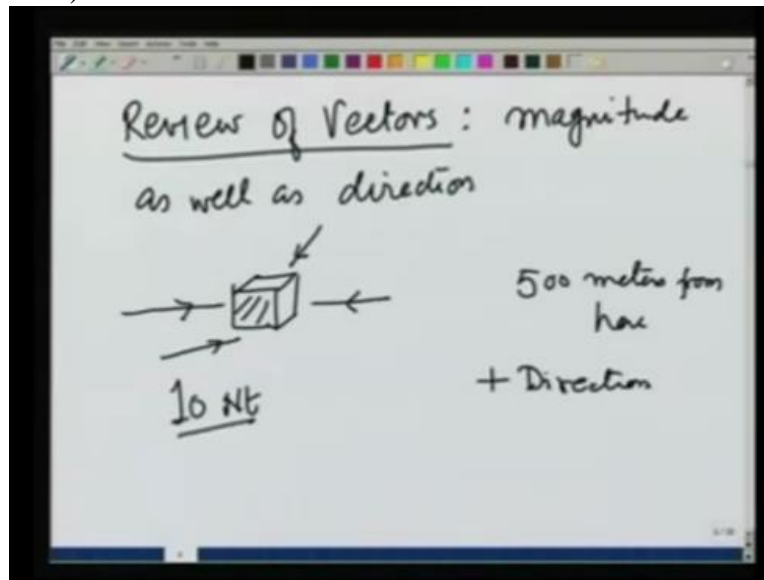 Review of Vectors : magnitude
as well as direction
500 meters from
here
+ Direction
10 Nt